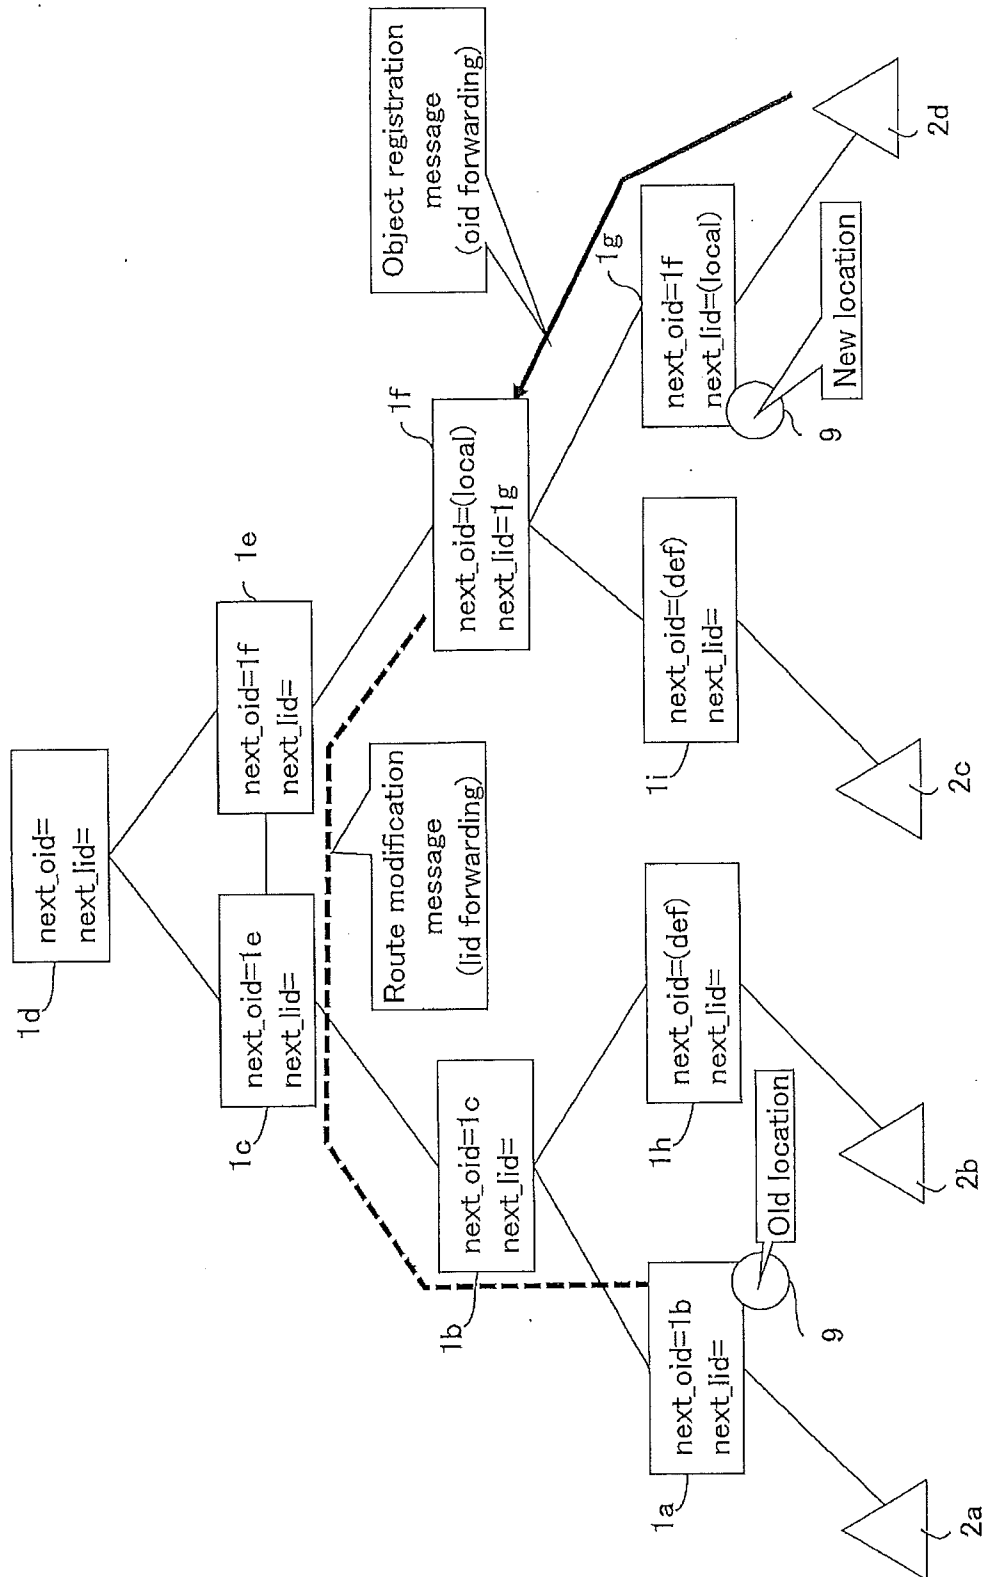 1d
next_oid=
next_lid=
1c
next_oid=1e
next_lid=
1e
next_oid=1f
next_lid=
Route modification
message
(lid forwarding)
Object registration
message
(oid forwarding)
1b
next_oid=1c
next_lid=
1f
next_oid=(local)
next_lid=1g
1a
next_oid=1b
next_lid=
1h
next_oid=(def)
next_lid=
1i
next_oid=(def)
next_lid=
1g
next_oid=1f
next_lid=(local)
Old location
9
New location
9
2a
2b
2c
2d